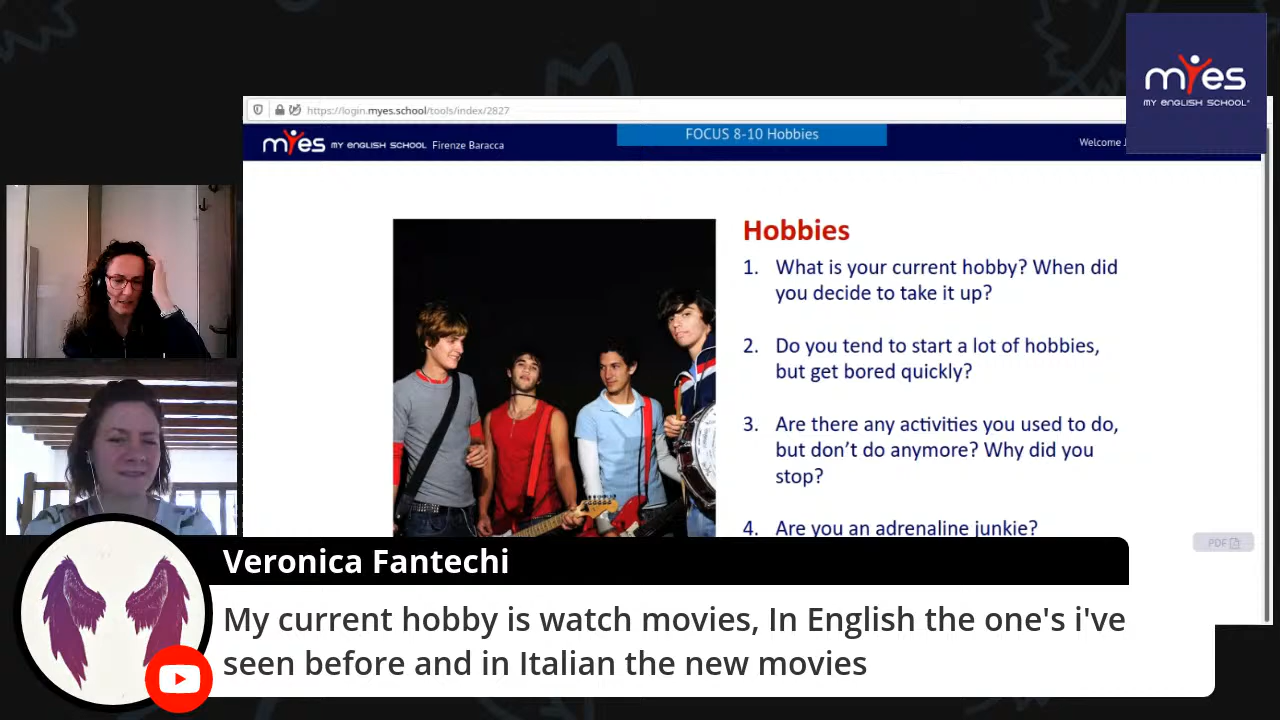 myes
MY ENGLISH SCHOOL®
https://login.myes.school/tools/index/2827
FOCUS 8-10 Hobbies
myes MY ENGLISH SCHOOL Firenze Baracca
Welcome J
Hobbies
1. What is your current hobby? When did
you decide to take it up?
2. Do you tend to start a lot of hobbies,
but get bored quickly?
3. Are there any activities you used to do,
but don’t do anymore? Why did you
stop?
4. Are you an adrenaline junkie?
PDF
Veronica Fantechi
My current hobby is watch movies, In English the one's i've
seen before and in Italian the new movies